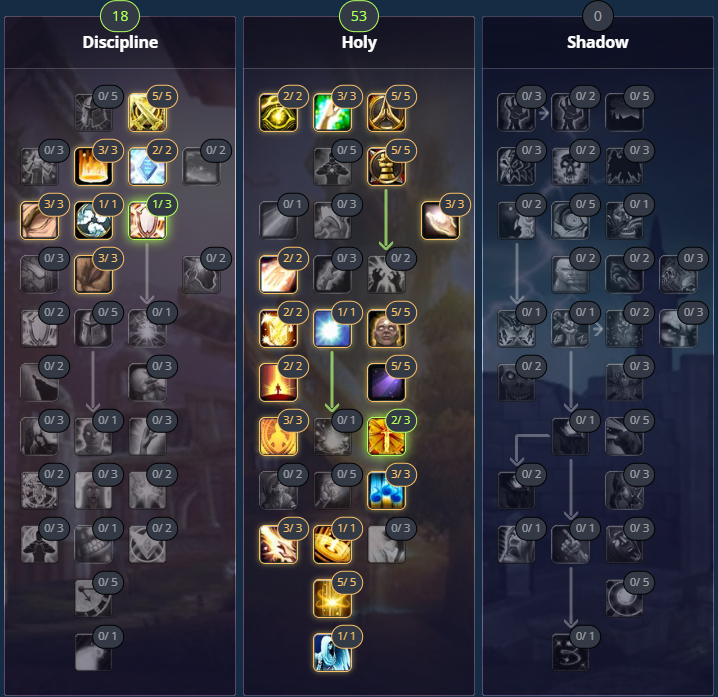 18 53 0
Discipline Holy Shadow
0/5 5/5 2/2 3/3 5/5 0/3 0/2 0/5
0/3 3/3 2/2 0/2 0/5 5/5 0/3 0/2 0/3
3/3 1/1 1/3 0/1 0/3 3/3 0/2 0/5 0/1
0/3 3/3 0/2 2/2 0/3 0/2 0/2 0/2 0/3
0/2 0/5 0/1 2/2 1/1 5/5 0/1 0/1 0/2 0/3
0/2 0/3 2/2 5/5 0/2 0/3
0/3 0/1 0/3 3/3 0/1 2/3 0/1 0/5
0/2 0/3 0/2 0/2 0/5 3/3 0/2 0/3
0/3 0/1 0/2 3/3 1/1 0/3 0/1 0/1 0/3
0/5 5/5 0/5
0/1 1/1 0/1